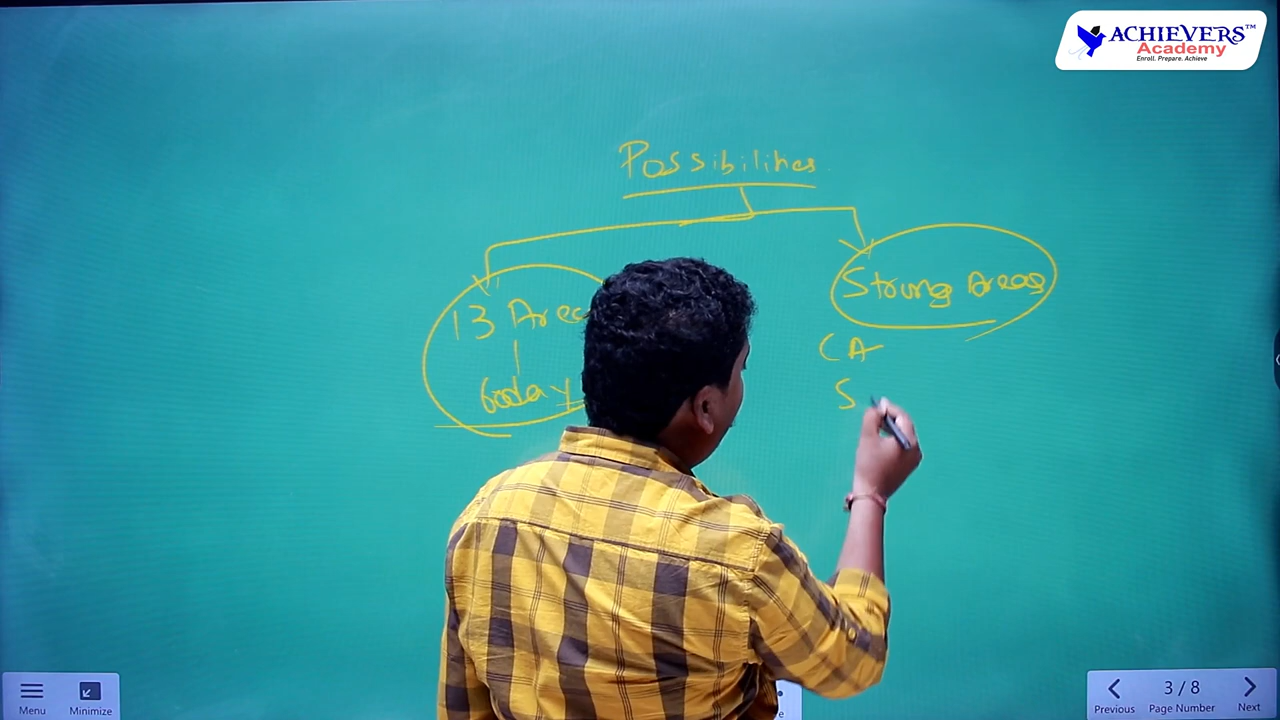 ACHIEVERS™
Academy
Enroll. Prepare. Achieve
Possibilities
13 Area
Strong Areas
CA
60day
S
Menu
Minimize
3 / 8
Previous
Page Number
Next